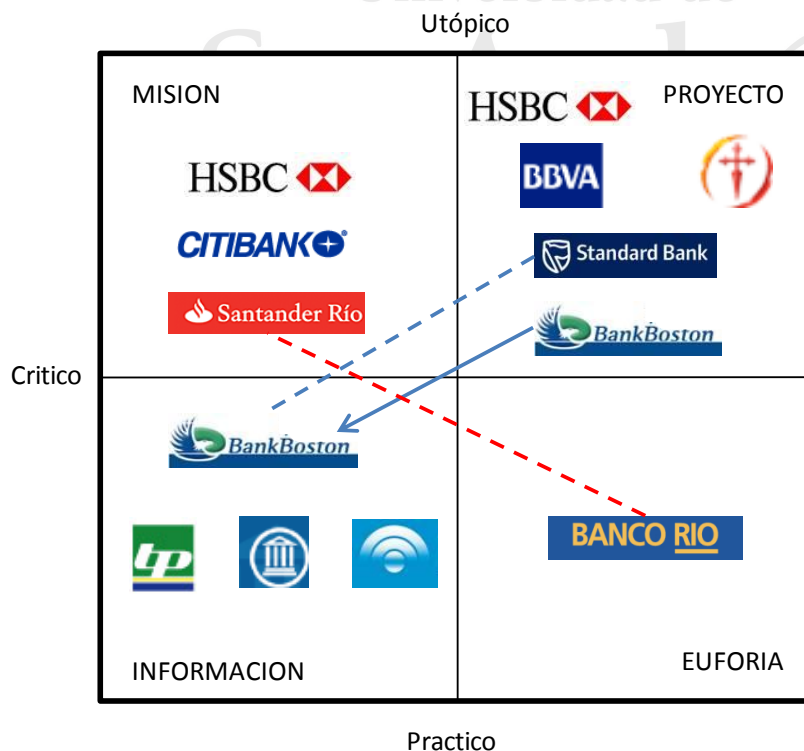 Utópico
MISION
PROYECTO
HSBC
BBVA
HSBC
CITIBANK
Standard Bank
Santander Río
BankBoston
Critico
BankBoston
BANCO RIO
tp
INFORMACION
EUFORIA
Practico